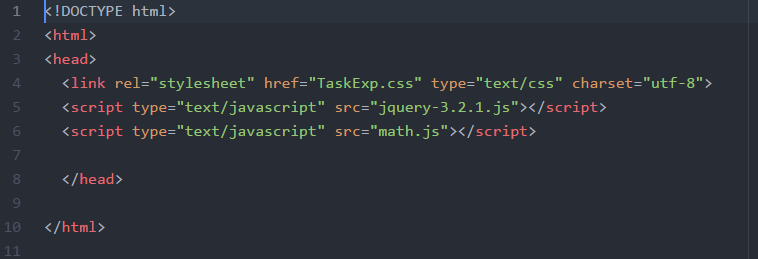 1 <!DOCTYPE html>
2 <html>
3 <head>
4 <link rel="stylesheet" href="TaskExp.css" type="text/css" charset="utf-8">
5 <script type="text/javascript" src="jquery-3.2.1.js"></script>
6 <script type="text/javascript" src="math.js"></script>
7
8 </head>
9
10 </html>
11